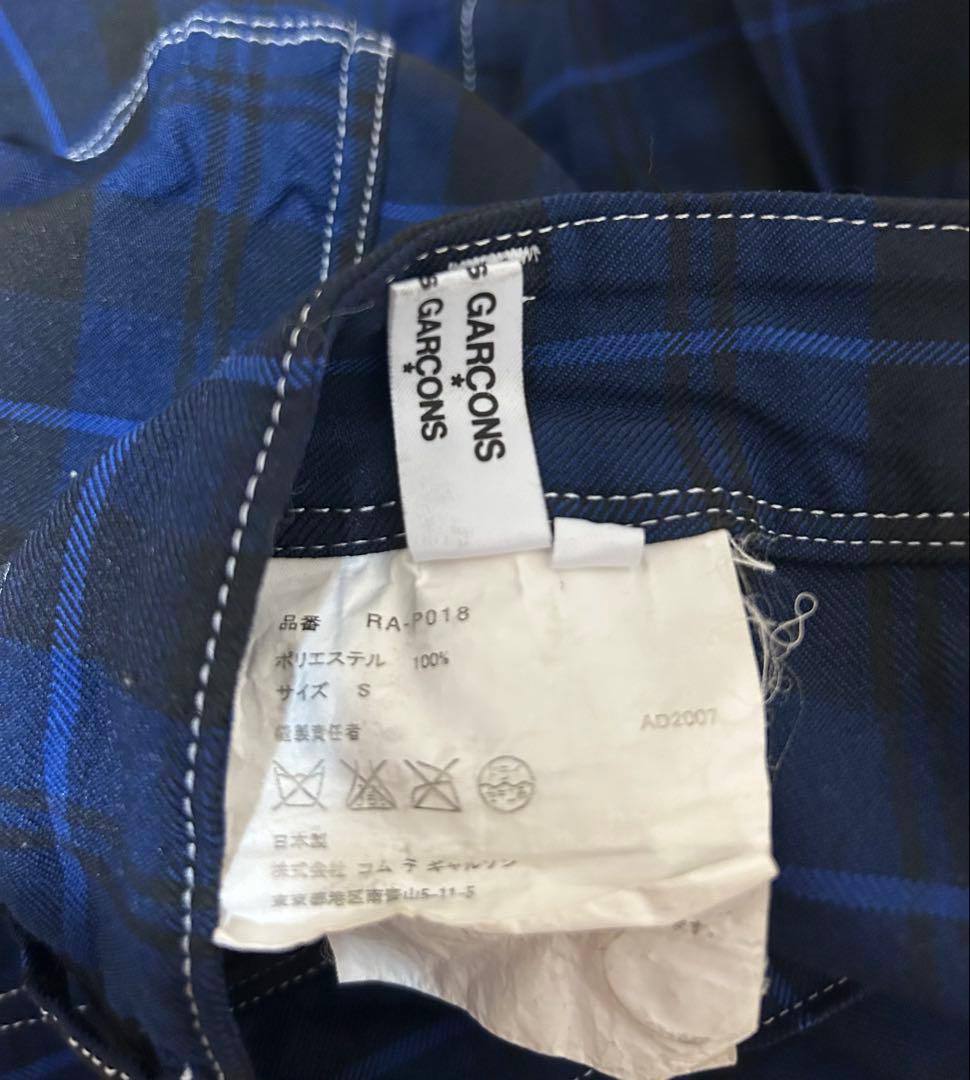 S GARÇONS
S GARÇONS
品番 RA-P018
ポリエステル 100%
サイズ S
縫製責任者
AD2007
日本製
株式会社 コム デ ギャルソン
東京都港区南青山5-11-5